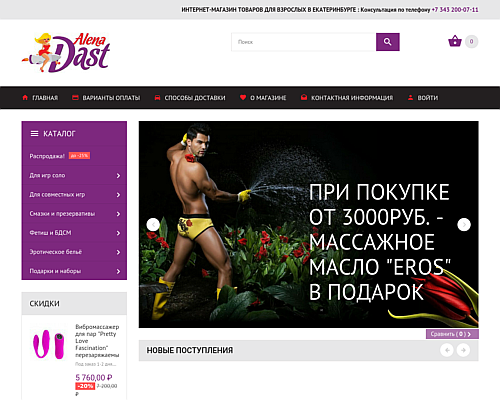 ИНТЕРНЕТ-МАГАЗИН ТОВАРОВ ДЛЯ ВЗРОСЛЫХ В ЕКАТЕРИНБУРГЕ : Консультация по телефону +7 343 200-07-11
Alena
Dast
Поиск
0
ГЛАВНАЯ
ВАРИАНТЫ ОПЛАТЫ
СПОСОБЫ ДОСТАВКИ
О МАГАЗИНЕ
КОНТАКТНАЯ ИНФОРМАЦИЯ
ВОЙТИ
КАТАЛОГ
Распродажа! до -25%
Для игр соло
Для совместных игр
Смазки и презервативы
Фетиш и БДСМ
Эротическое бельё
Подарки и наборы
ПРИ ПОКУПКЕ
ОТ 3000РУБ. -
МАССАЖНОЕ
МАСЛО "EROS"
В ПОДАРОК
Сравнить ( 0 )
СКИДКИ
Вибромассажер
для пар "Pretty
Love
Fascination"
перезаряжаемы
Под заказ 1-2 дня...
5 760,00 ₽
-20% 7 200,00
₽
НОВЫЕ ПОСТУПЛЕНИЯ